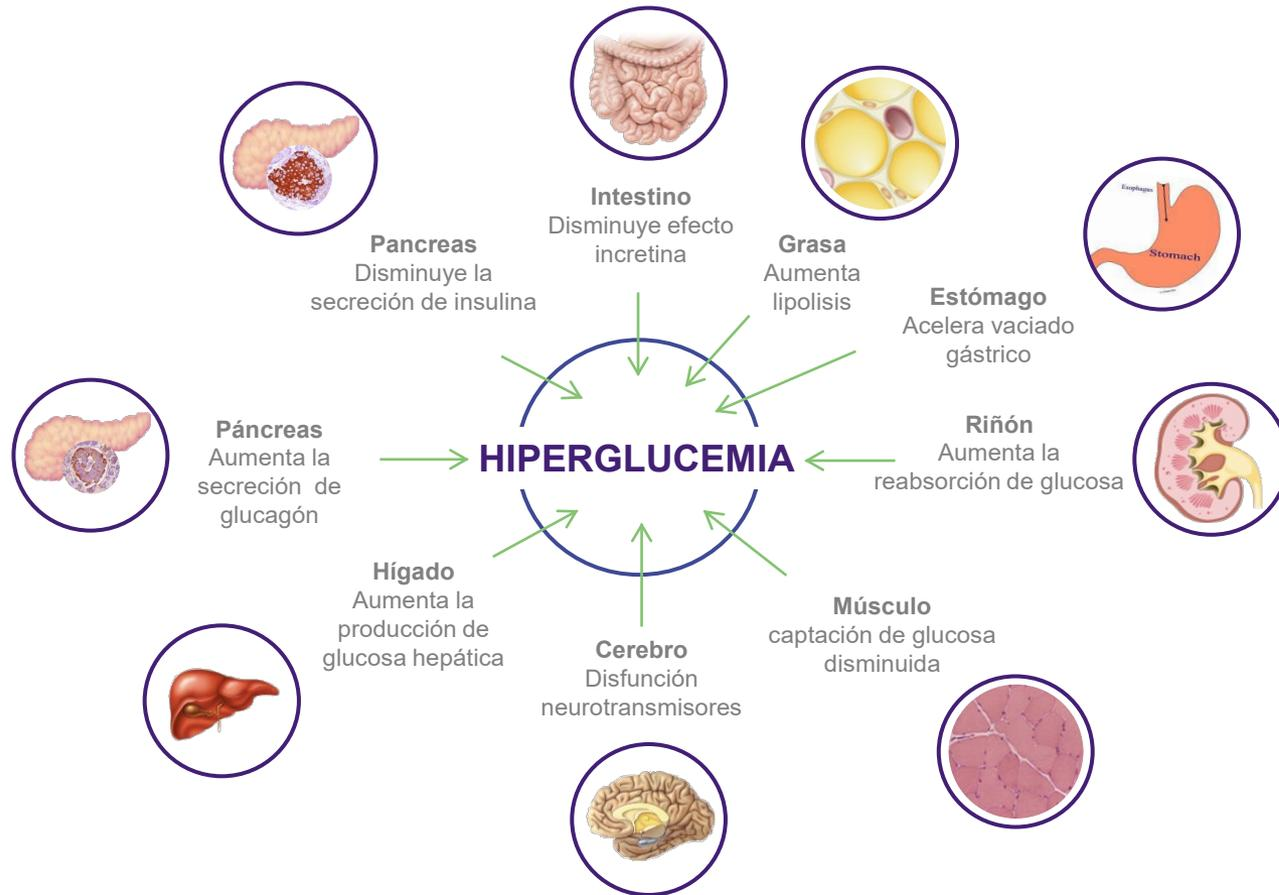 Intestino
Disminuye efecto
incretina
Pancreas
Disminuye la
secreción de insulina
Grasa
Aumenta
lipolisis
Esophagus
Stomach
Estómago
Acelera vaciado
gástrico
Páncreas
Aumenta la
secreción de
glucagón
HIPERGLUCEMIA
Riñón
Aumenta la
reabsorción de glucosa
Hígado
Aumenta la
producción de
glucosa hepática
Cerebro
Disfunción
neurotransmisores
Músculo
captación de glucosa
disminuida